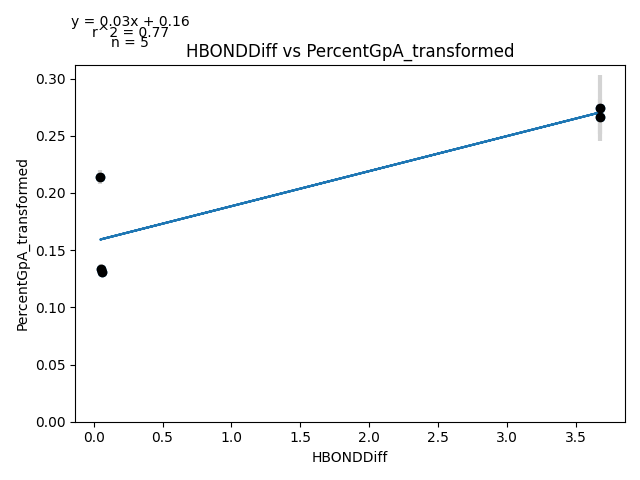 y = 0.03x + 0.16
r^2 = 0.77
n = 5
HBONDDiff vs PercentGpA_transformed
PercentGpA_transformed
0.30
0.25
0.20
0.15
0.10
0.05
0.00
0.0 0.5 1.0 1.5 2.0 2.5 3.0 3.5
HBONDDiff